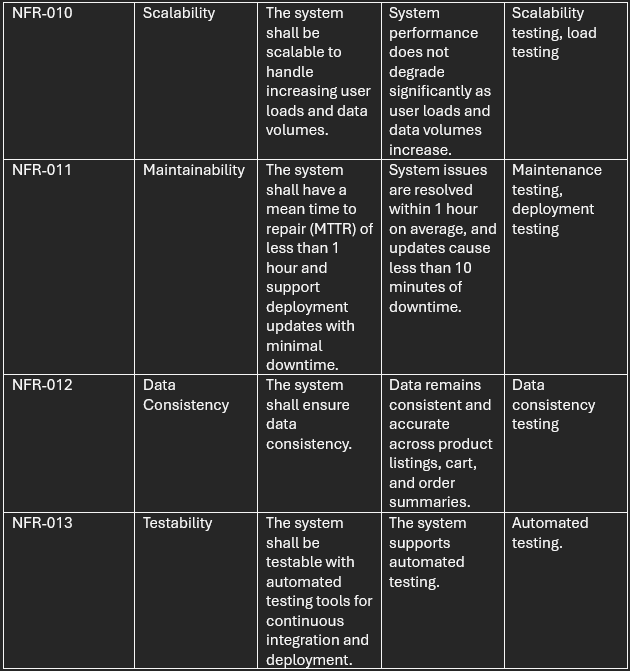 NFR-010
Scalability
The system
shall be
scalable to
handle
increasing user
loads and data
volumes.
System
performance
does not
degrade
significantly as
user loads and
data volumes
increase.
Scalability
testing, load
testing
NFR-011
Maintainability
The system
shall have a
mean time to
repair (MTTR) of
less than 1
hour and
support
deployment
updates with
minimal
downtime.
System issues
are resolved
within 1 hour
on average, and
updates cause
less than 10
minutes of
downtime.
Maintenance
testing,
deployment
testing
NFR-012
Data
Consistency
The system
shall ensure
data
consistency.
Data remains
consistent and
accurate
across product
listings, cart,
and order
summaries.
Data
consistency
testing
NFR-013
Testability
The system
shall be
testable with
automated
testing tools for
continuous
integration and
deployment.
The system
supports
automated
testing.
Automated
testing.